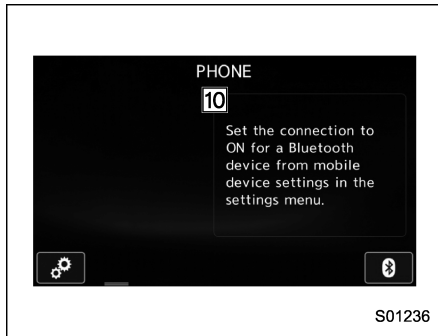 PHONE
10
Set the connection to
ON for a Bluetooth
device from mobile
device settings in the
settings menu.
S01236